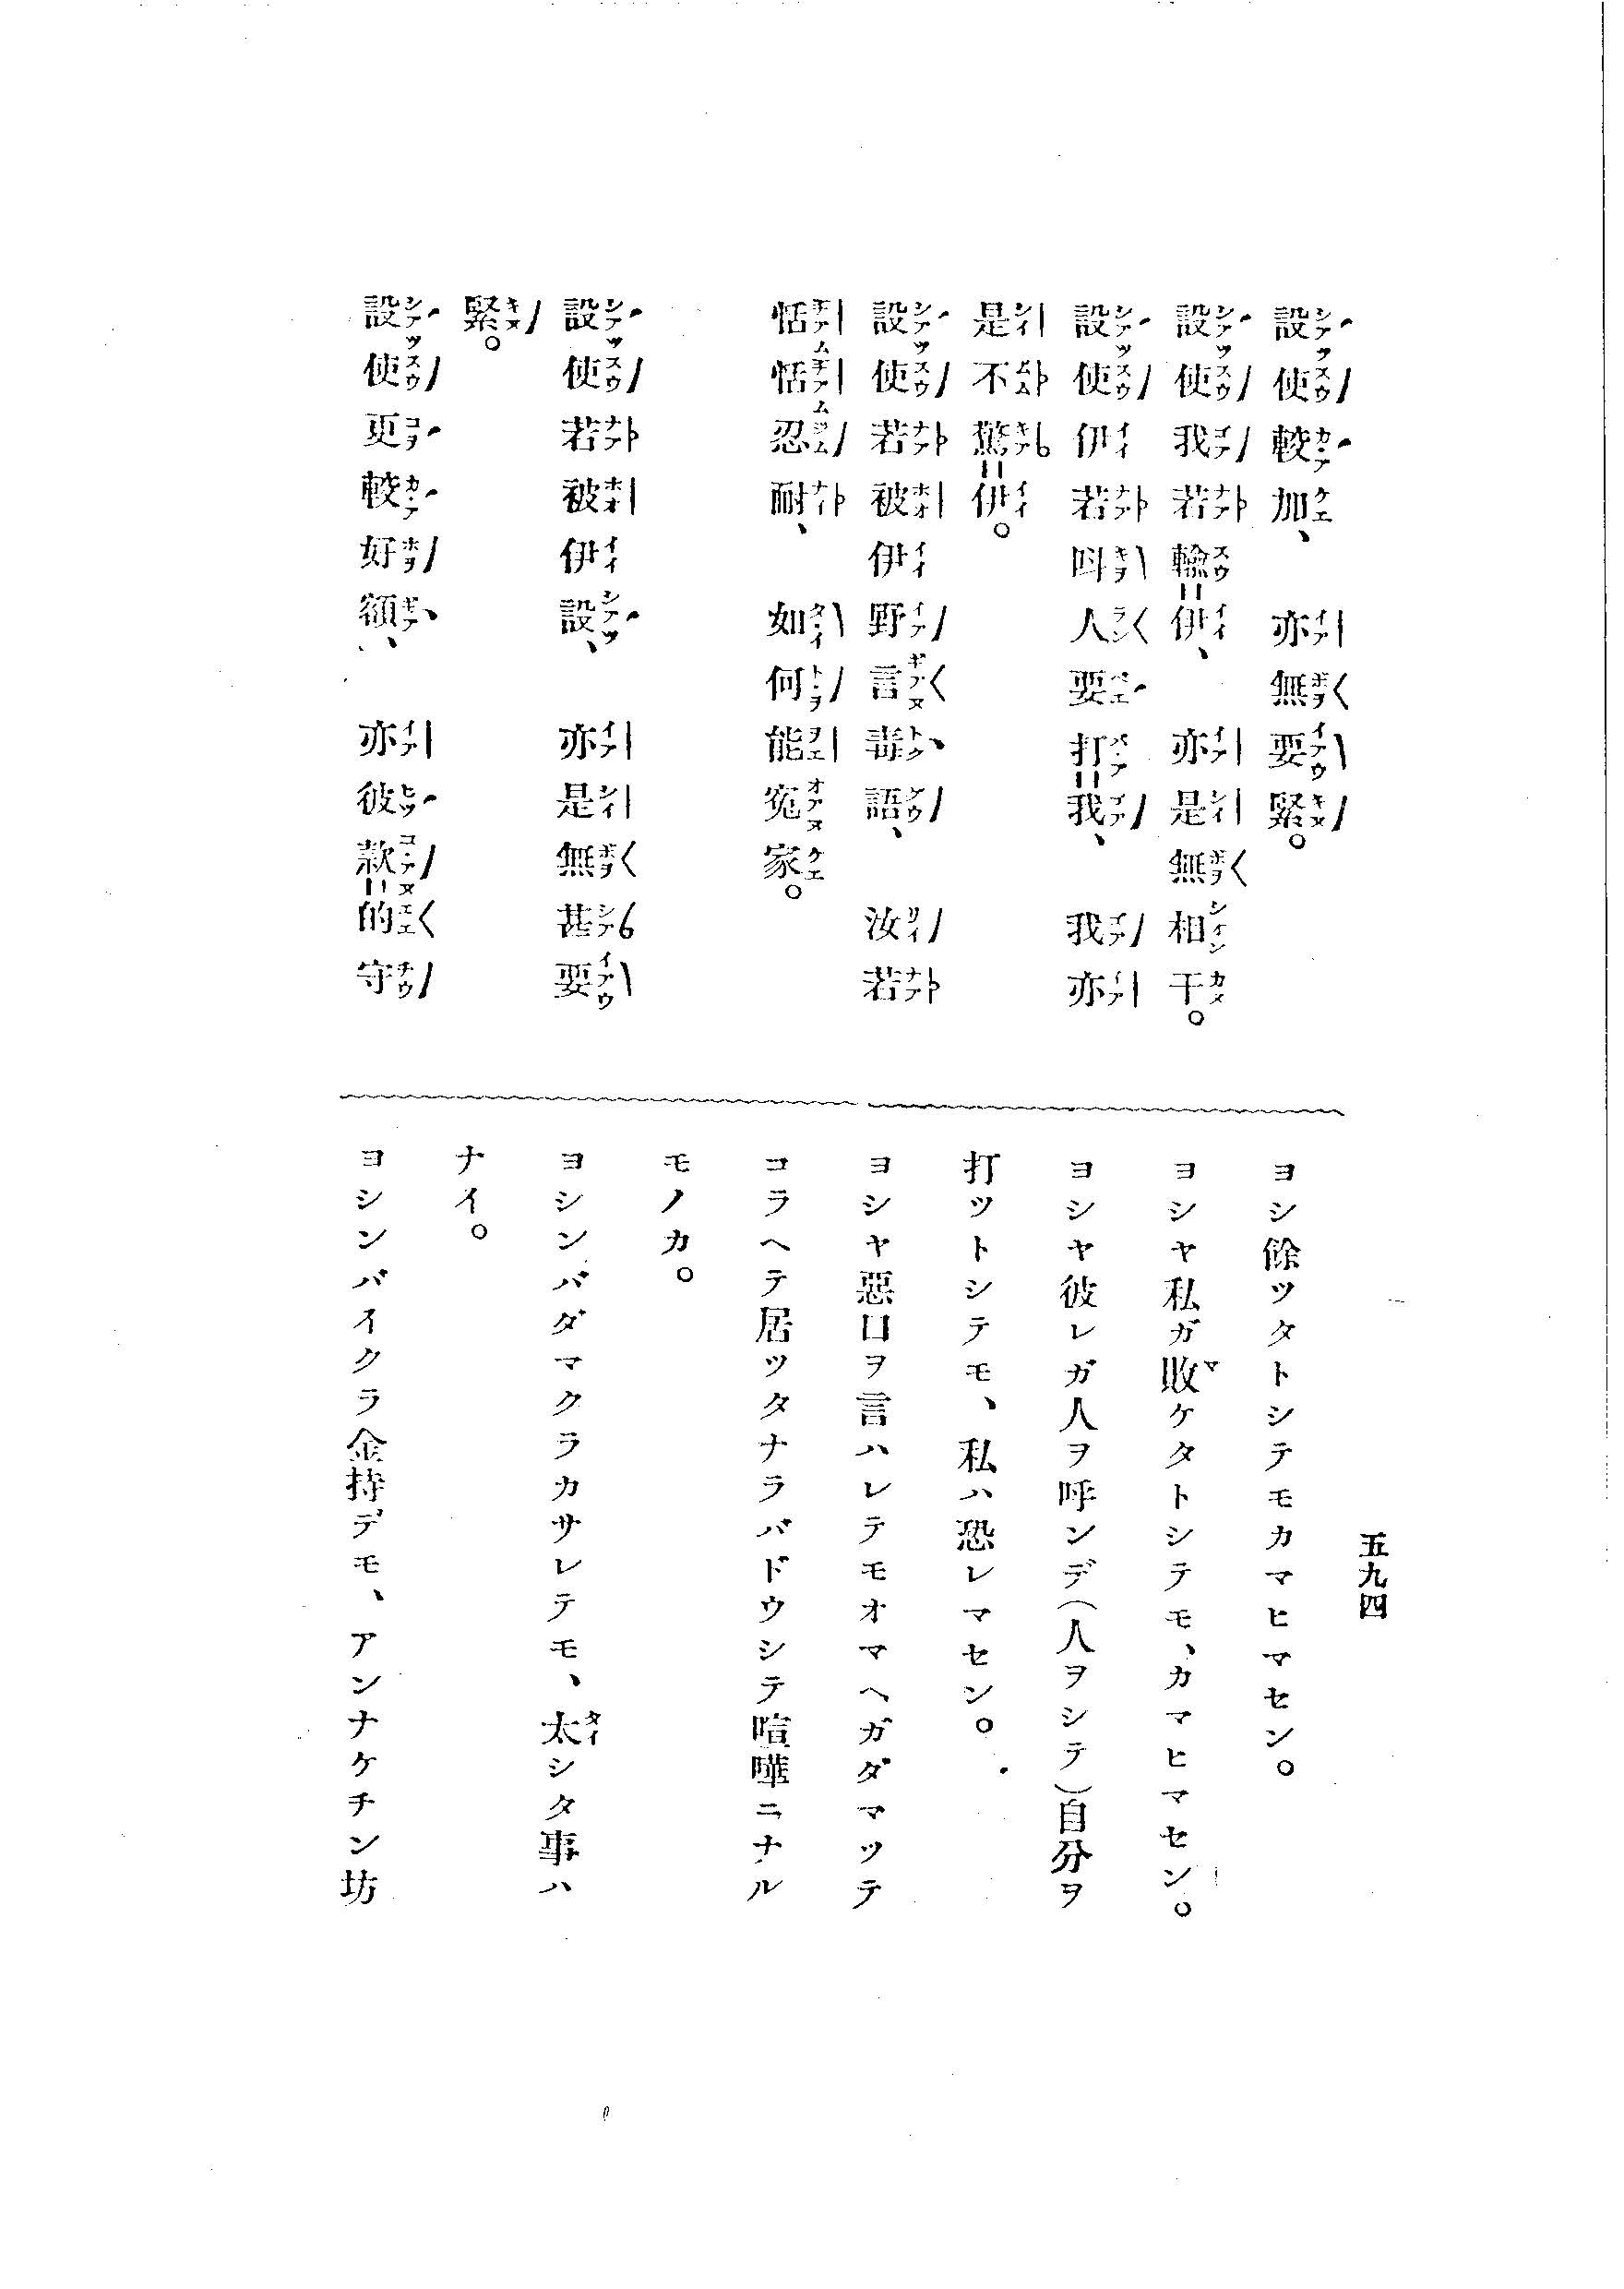 設使較加、亦無要緊。
設使我若輸伊、亦是無相干。
設使伊若呌人要打我、我亦
是不驚伊。
設使若被伊野言毒語、汝若
恬恬忍耐、如何能寃家。
設使若被伊設、亦是無甚要
緊。
設使更較好額、亦彼款的守
ヨシ餘ツタトシテモカマヒマセン。
ヨシヤ私ガ敗ケタトシテモ、カマヒマセン。
ヨシヤ彼レガ人ヲ呼ンデ(人ヲシテ)自分ヲ
打ットシテモ、私ハ恐レマセン。
ヨシヤ惡口ヲ言ハレテモオマヘガダマッテ
コラヘテ居ッタナラバドウシテ喧嘩ニナル
モノカ。
ヨシンバダマクラカサレテモ、太シタ事ハ
ナイ。
ヨシンバイクラ金持デモ、アンナケチン坊
五九四